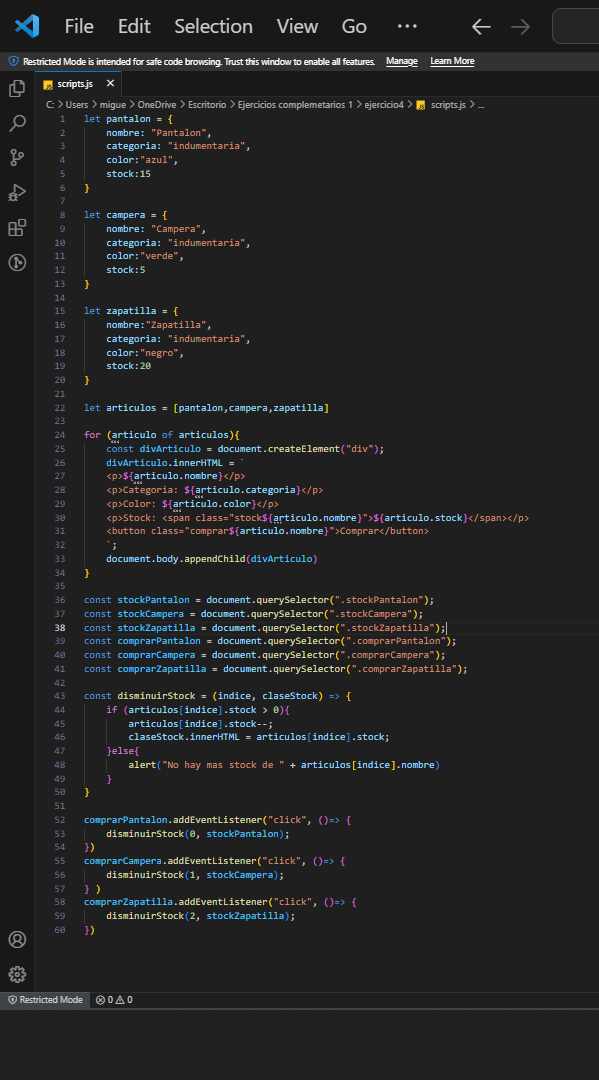 File Edit Selection View Go ...
Restricted Mode is intended for safe code browsing. Trust this window to enable all features. Manage Learn More
scripts.js
C: > Users > migue > OneDrive > Escritorio > Ejercicios complemetarios 1 > ejercicio4 > scripts.js > ...
1 let pantalon = {
2 nombre: "Pantalon",
3 categoria: "indumentaria",
4 color:"azul",
5 stock:15
6 }
7
8 let campera = {
9 nombre: "Campera",
10 categoria: "indumentaria",
11 color:"verde",
12 stock:5
13 }
14
15 let zapatilla = {
16 nombre:"Zapatilla",
17 categoria: "indumentaria",
18 color:"negro",
19 stock:20
20 }
21
22 let articulos = [pantalon,campera,zapatilla]
23
24 for (articulo of articulos){
25 const divArticulo = document.createElement("div");
26 divArticulo.innerHTML = `
27 <p>${articulo.nombre}</p>
28 <p>Categoria: ${articulo.categoria}</p>
29 <p>Color: ${articulo.color}</p>
30 <p>Stock: <span class="stock${articulo.nombre}">${articulo.stock}</span></p>
31 <button class="comprar${articulo.nombre}">Comprar</button>
32 `;
33 document.body.appendChild(divArticulo)
34 }
35
36 const stockPantalon = document.querySelector(".stockPantalon");
37 const stockCampera = document.querySelector(".stockCampera");
38 const stockZapatilla = document.querySelector(".stockZapatilla");
39 const comprarPantalon = document.querySelector(".comprarPantalon");
40 const comprarCampera = document.querySelector(".comprarCampera");
41 const comprarZapatilla = document.querySelector(".comprarZapatilla");
42
43 const disminuirStock = (indice, claseStock) => {
44 if (articulos[indice].stock > 0){
45 articulos[indice].stock--;
46 claseStock.innerHTML = articulos[indice].stock;
47 }else{
48 alert("No hay mas stock de " + articulos[indice].nombre)
49 }
50 }
51
52 comprarPantalon.addEventListener("click", ()=> {
53 disminuirStock(0, stockPantalon);
54 })
55 comprarCampera.addEventListener("click", ()=> {
56 disminuirStock(1, stockCampera);
57 } )
58 comprarZapatilla.addEventListener("click", ()=> {
59 disminuirStock(2, stockZapatilla);
60 })
Restricted Mode 0 0